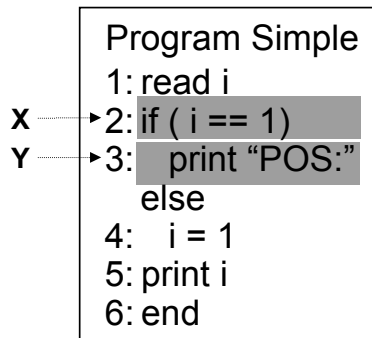 Program Simple
1: read i
X 2: if ( i == 1)
Y 3: print “POS:”
else
4: i = 1
5: print i
6: end